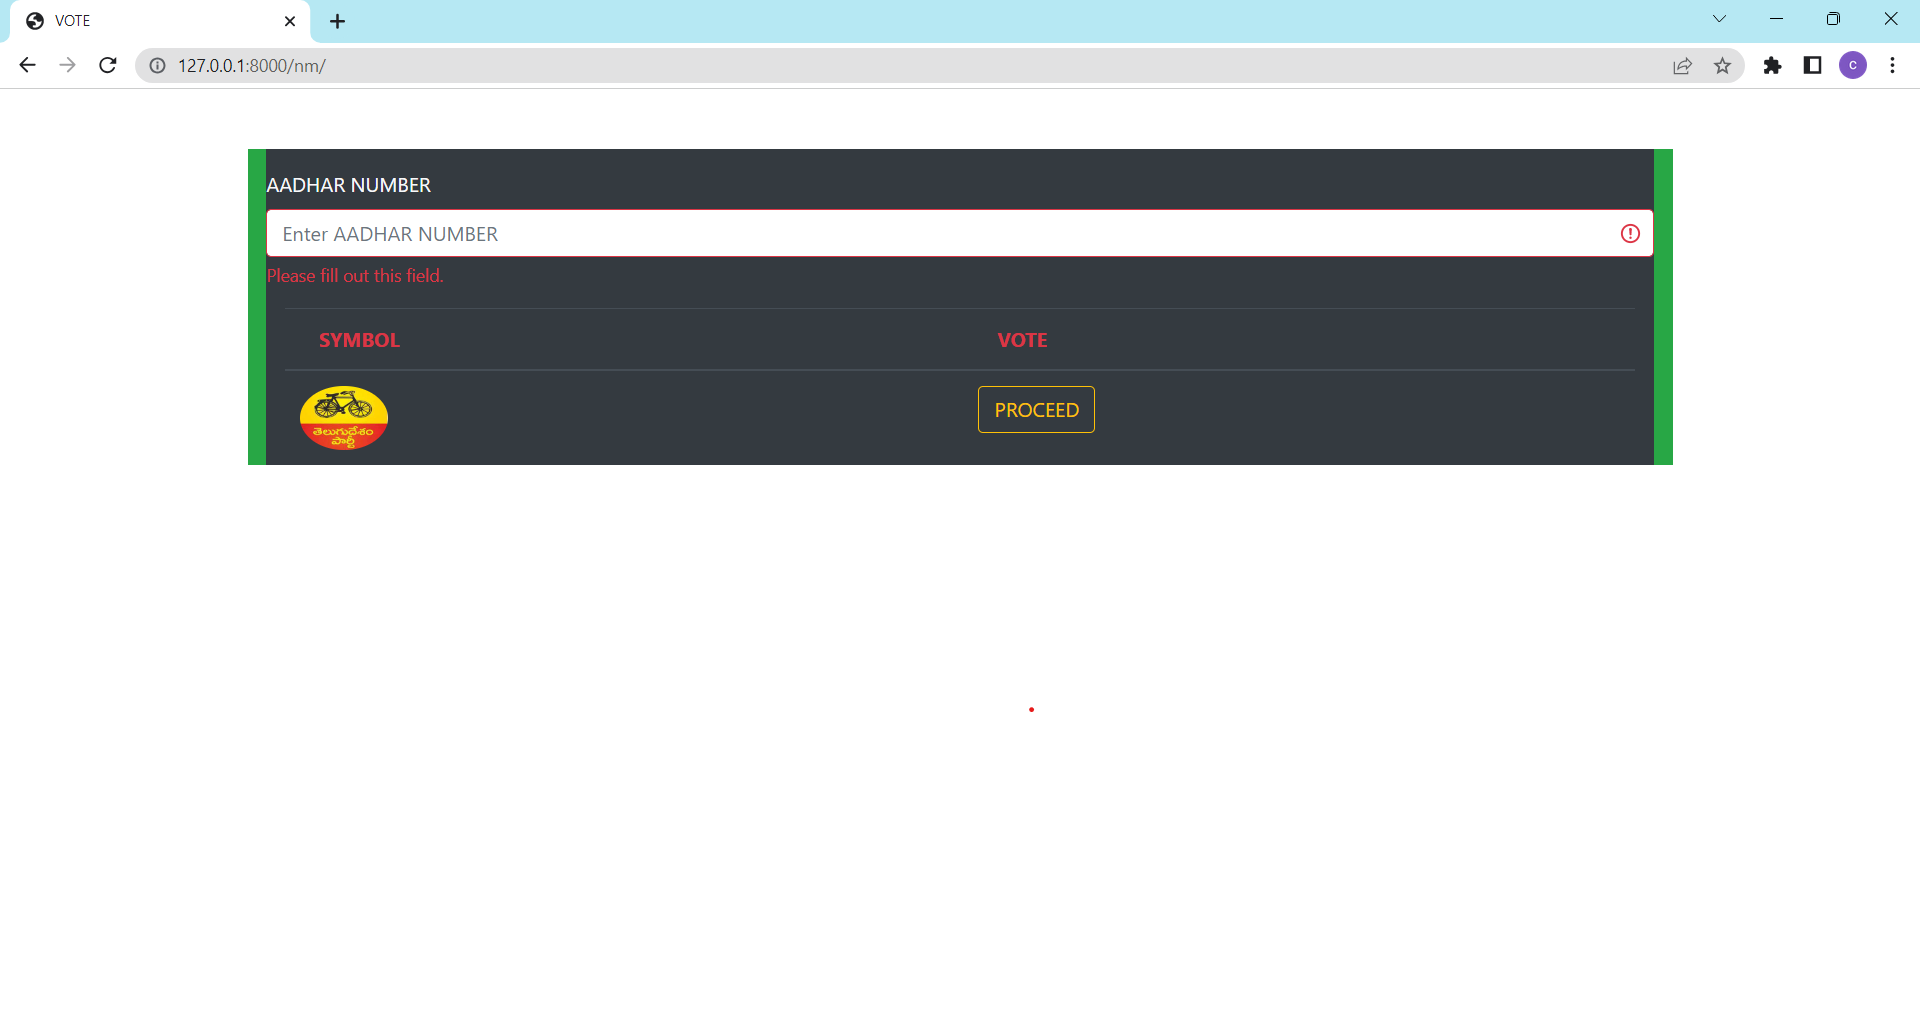 VOTE
127.0.0.1:8000/nm/
C
AADHAR NUMBER
Enter AADHAR NUMBER
Please fill out this field.
SYMBOL VOTE
తెలుగుదేశం
పార్టీ
PROCEED